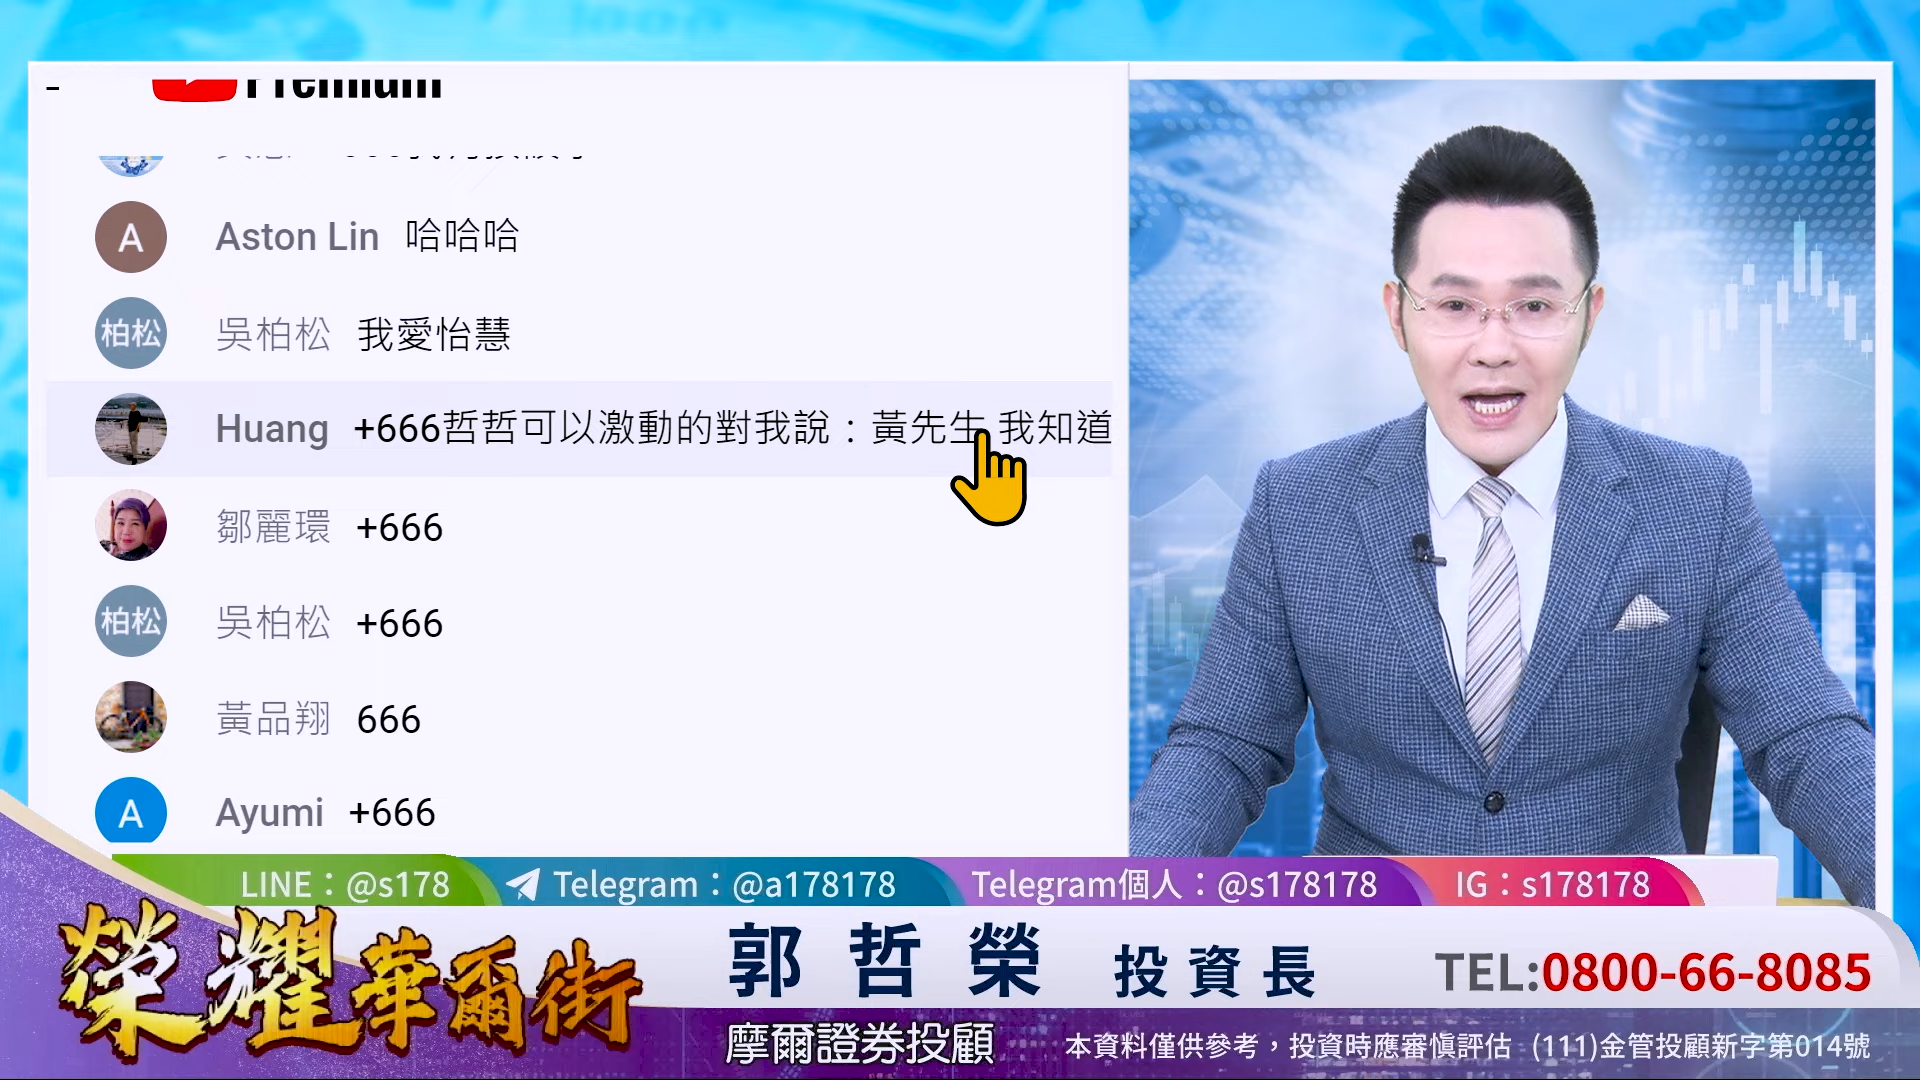 Premium
A Aston Lin 哈哈哈
柏松 吳柏松 我愛怡慧
Huang +666哲哲可以激動的對我說：黃先生 我知道
鄒麗環 +666
柏松 吳柏松 +666
黃品翔 666
A Ayumi +666
LINE：@s178 Telegram：@a178178 Telegram個人：@s178178 IG：s178178
榮耀華爾街
郭哲榮 投資長 TEL:0800-66-8085
摩爾證券投顧 本資料僅供參考，投資時應審慎評估 (111)金管投顧新字第014號